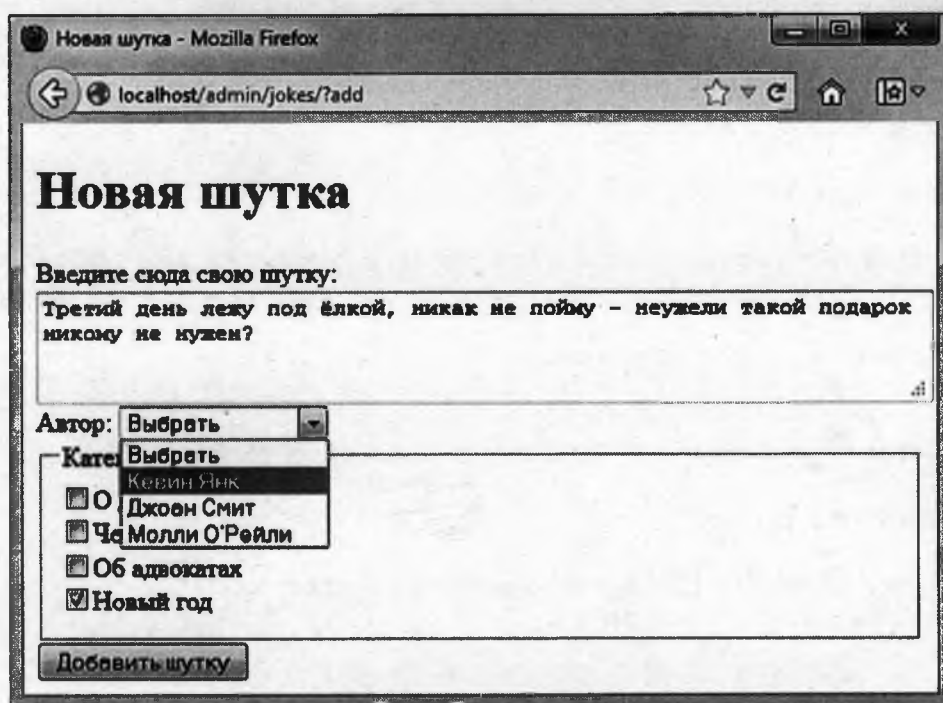 Новая шутка - Mozilla Firefox
localhost/admin/jokes/?add
Новая шутка
Введите сюда свою шутку:
Третий день лежу под ёлкой, никак не пойму - неужели такой подарок
никому не нужен?
Автор: Выбрать
Выбрать
Кевин Янк
Джоан Смит
Молли О'Рейли
Об адвокатах
Новый год
Добавить шутку